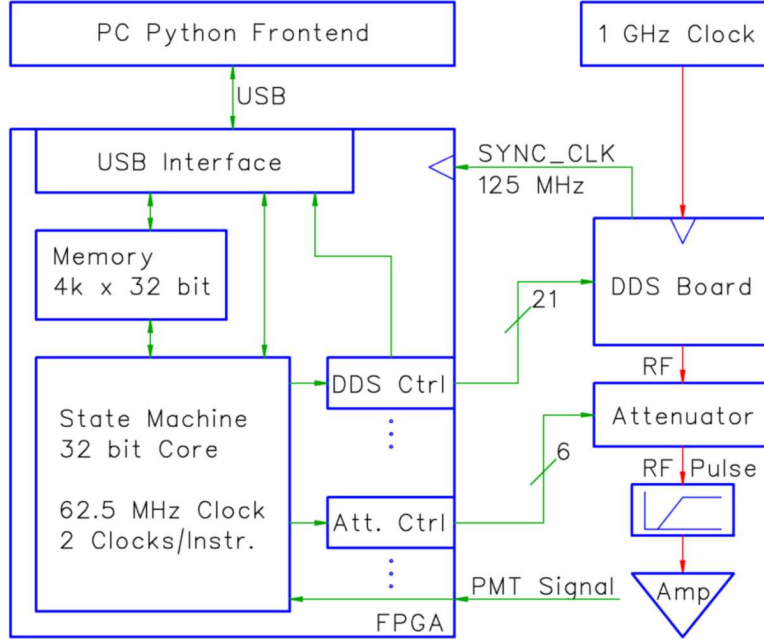 PC Python Frontend
1 GHz Clock
USB
USB Interface
SYNC_CLK
125 MHz
Memory
4k x 32 bit
DDS Board
21
RF
DDS Ctrl
Attenuator
State Machine
32 bit Core
6
RF Pulse
62.5 MHz Clock
2 Clocks/Instr.
Att. Ctrl
PMT Signal
Amp
FPGA